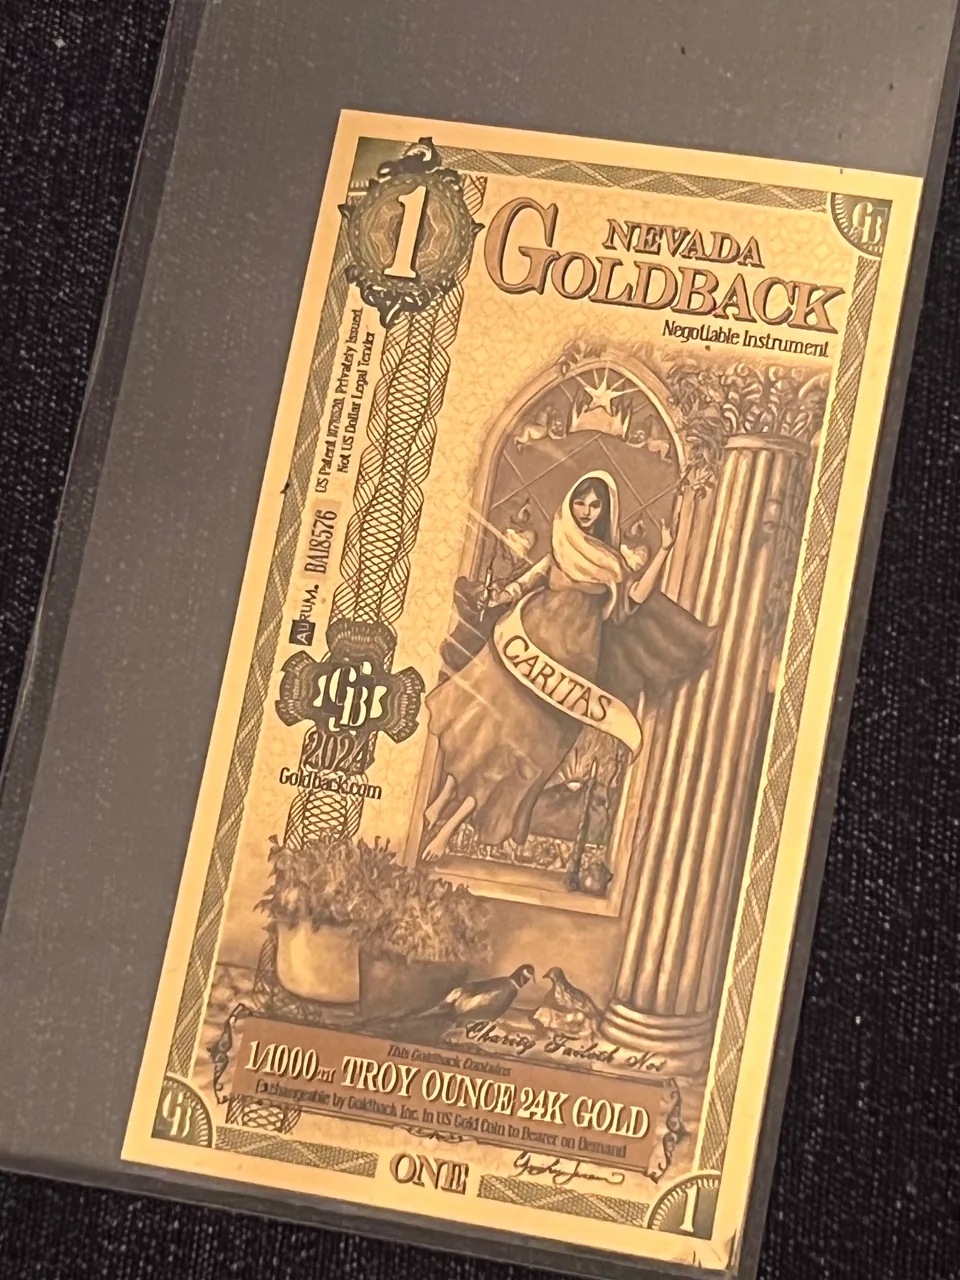 1
NEVADA
GOLDBACK
Negotiable Instrument
GB
Privately Issued
Not US Dollar Legal Tender
US Patent
BA18576
AURUM.
CARITAS
GB
2024
Goldback.com
Charity Faileth Not
This Goldback Contains
1/1000TH TROY OUNCE 24K GOLD
Exchangeable by Goldback Inc. In US Gold Coin to Bearer on Demand
GB
ONE
1